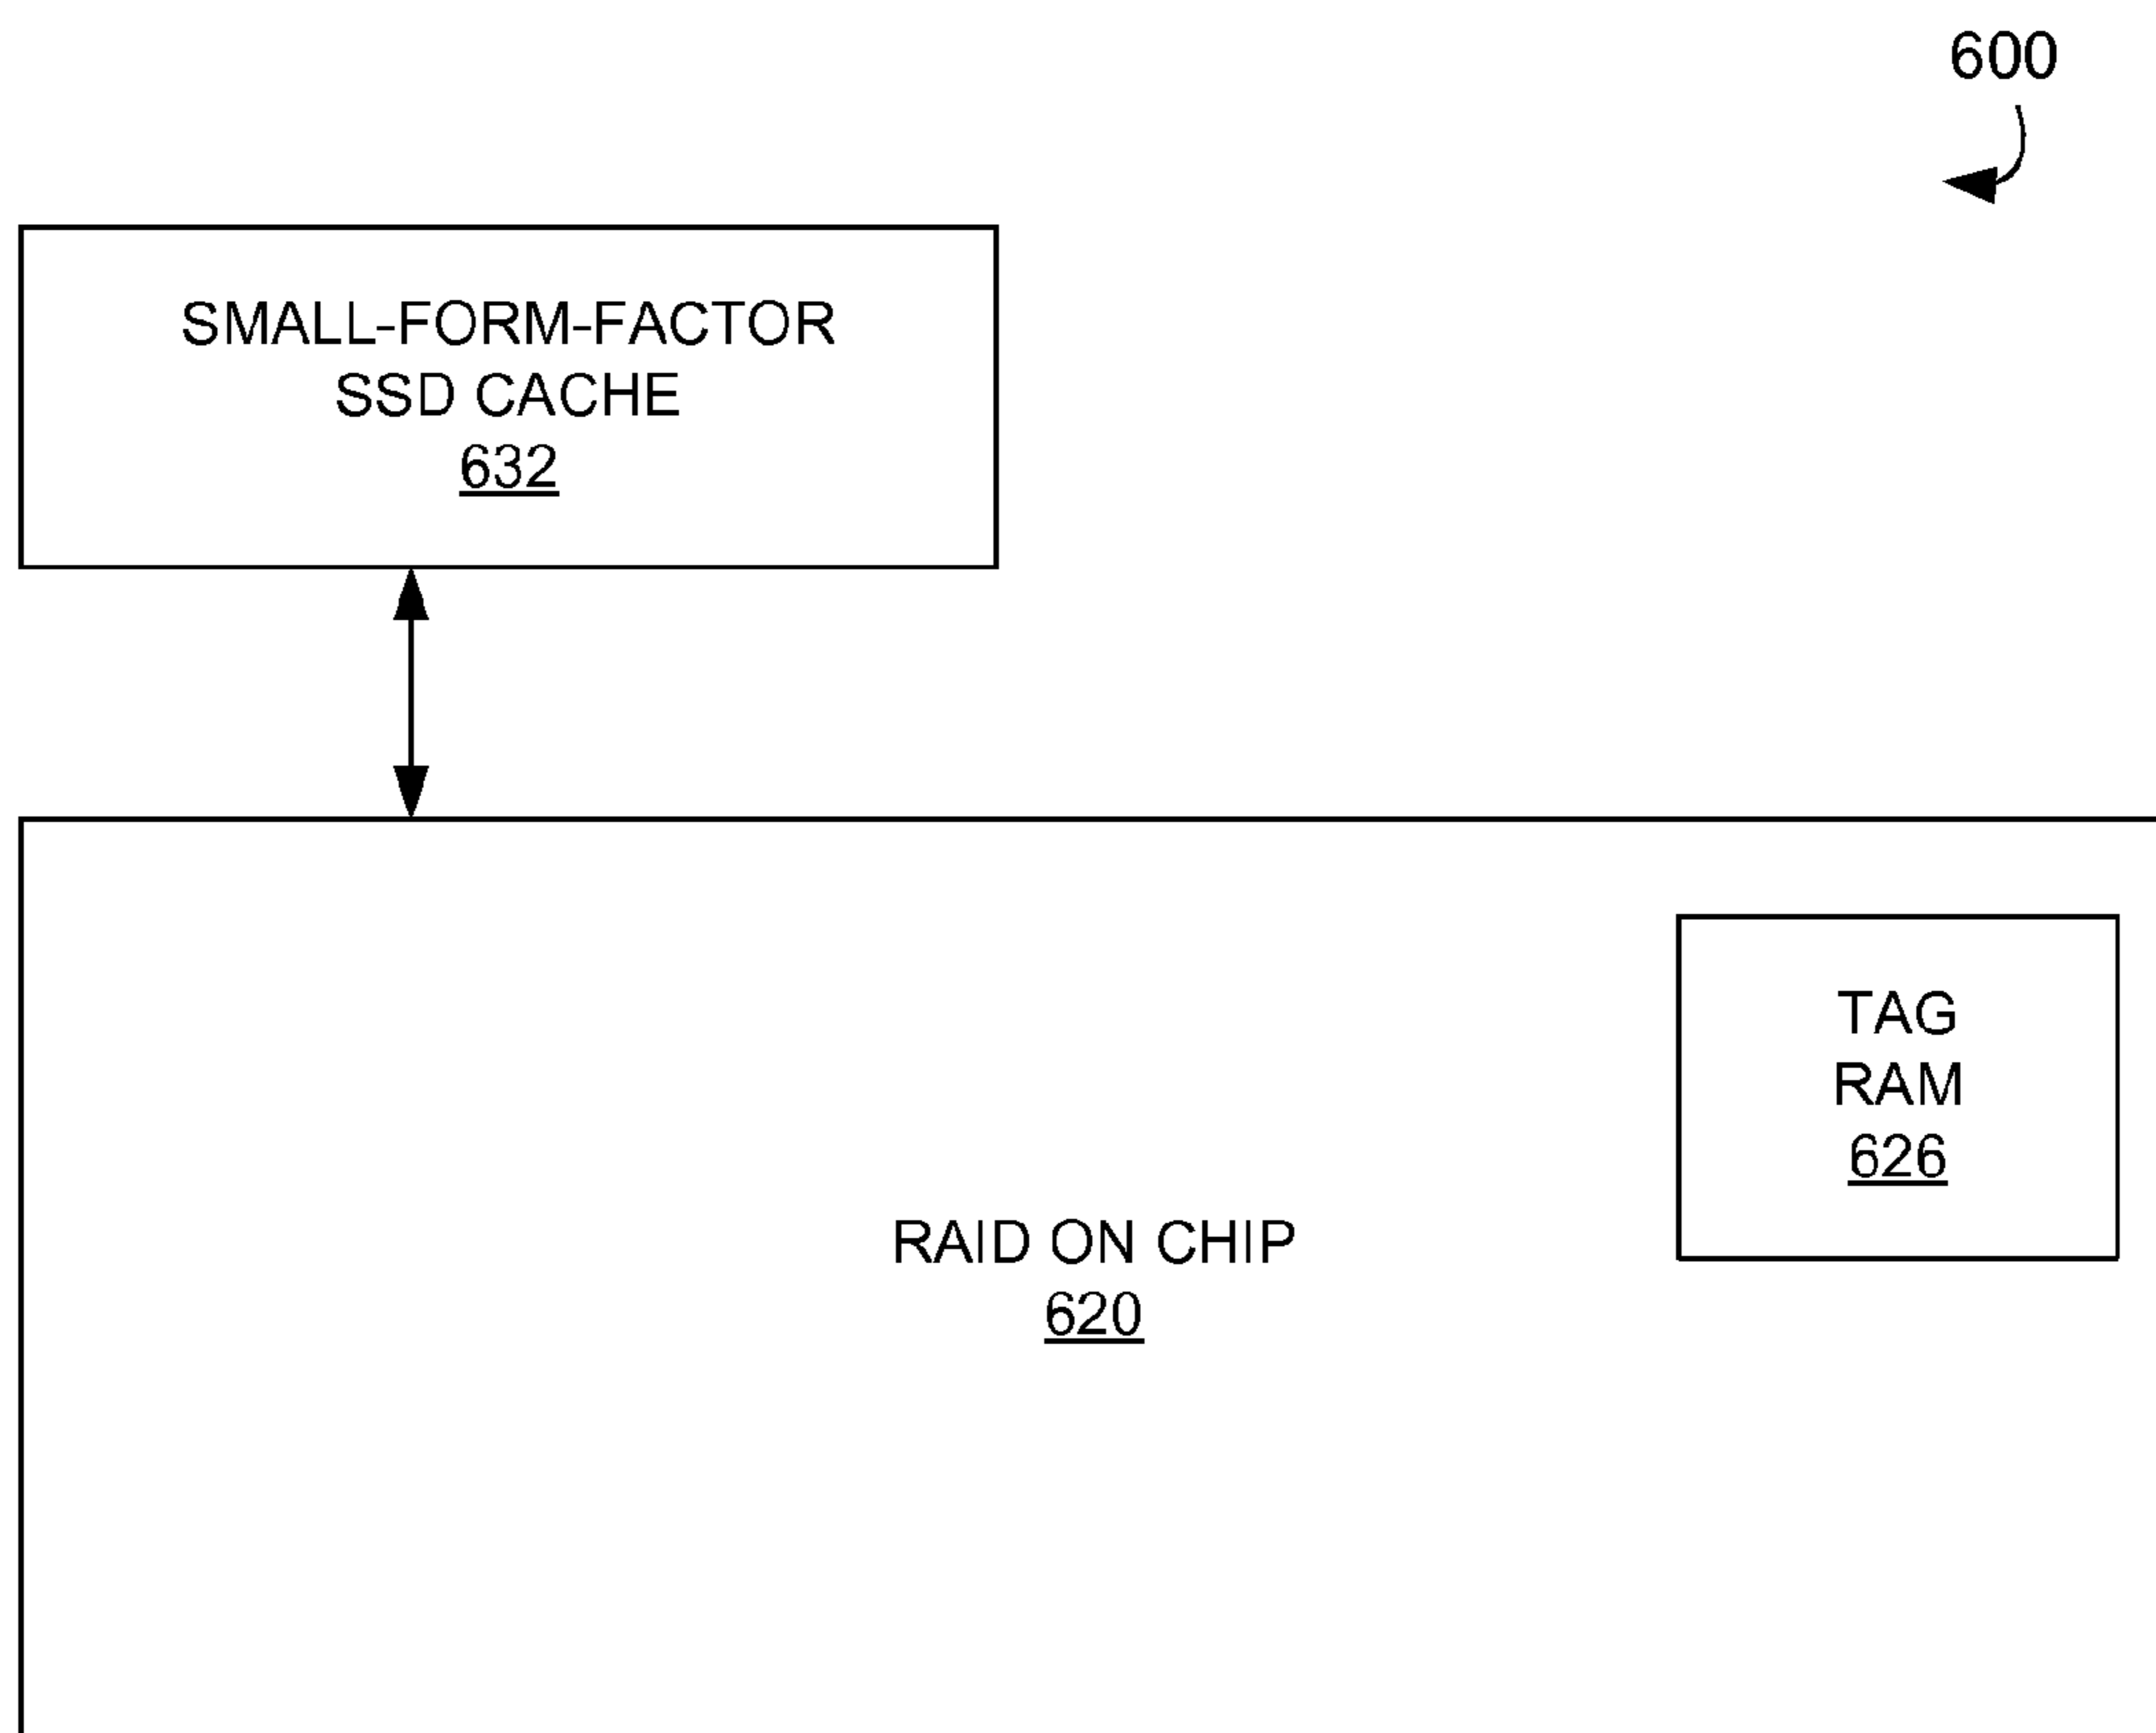 600
SMALL-FORM-FACTOR
SSD CACHE
632
TAG
RAM
626
RAID ON CHIP
620